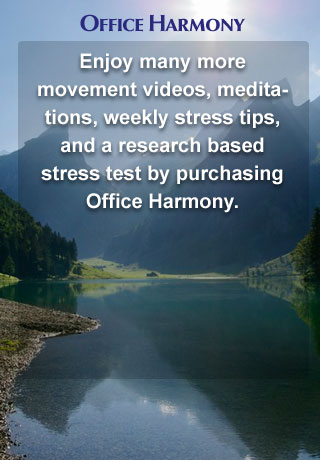 OFFICE HARMONY
Enjoy many more
movement videos, medita-
tions, weekly stress tips,
and a research based
stress test by purchasing
Office Harmony.